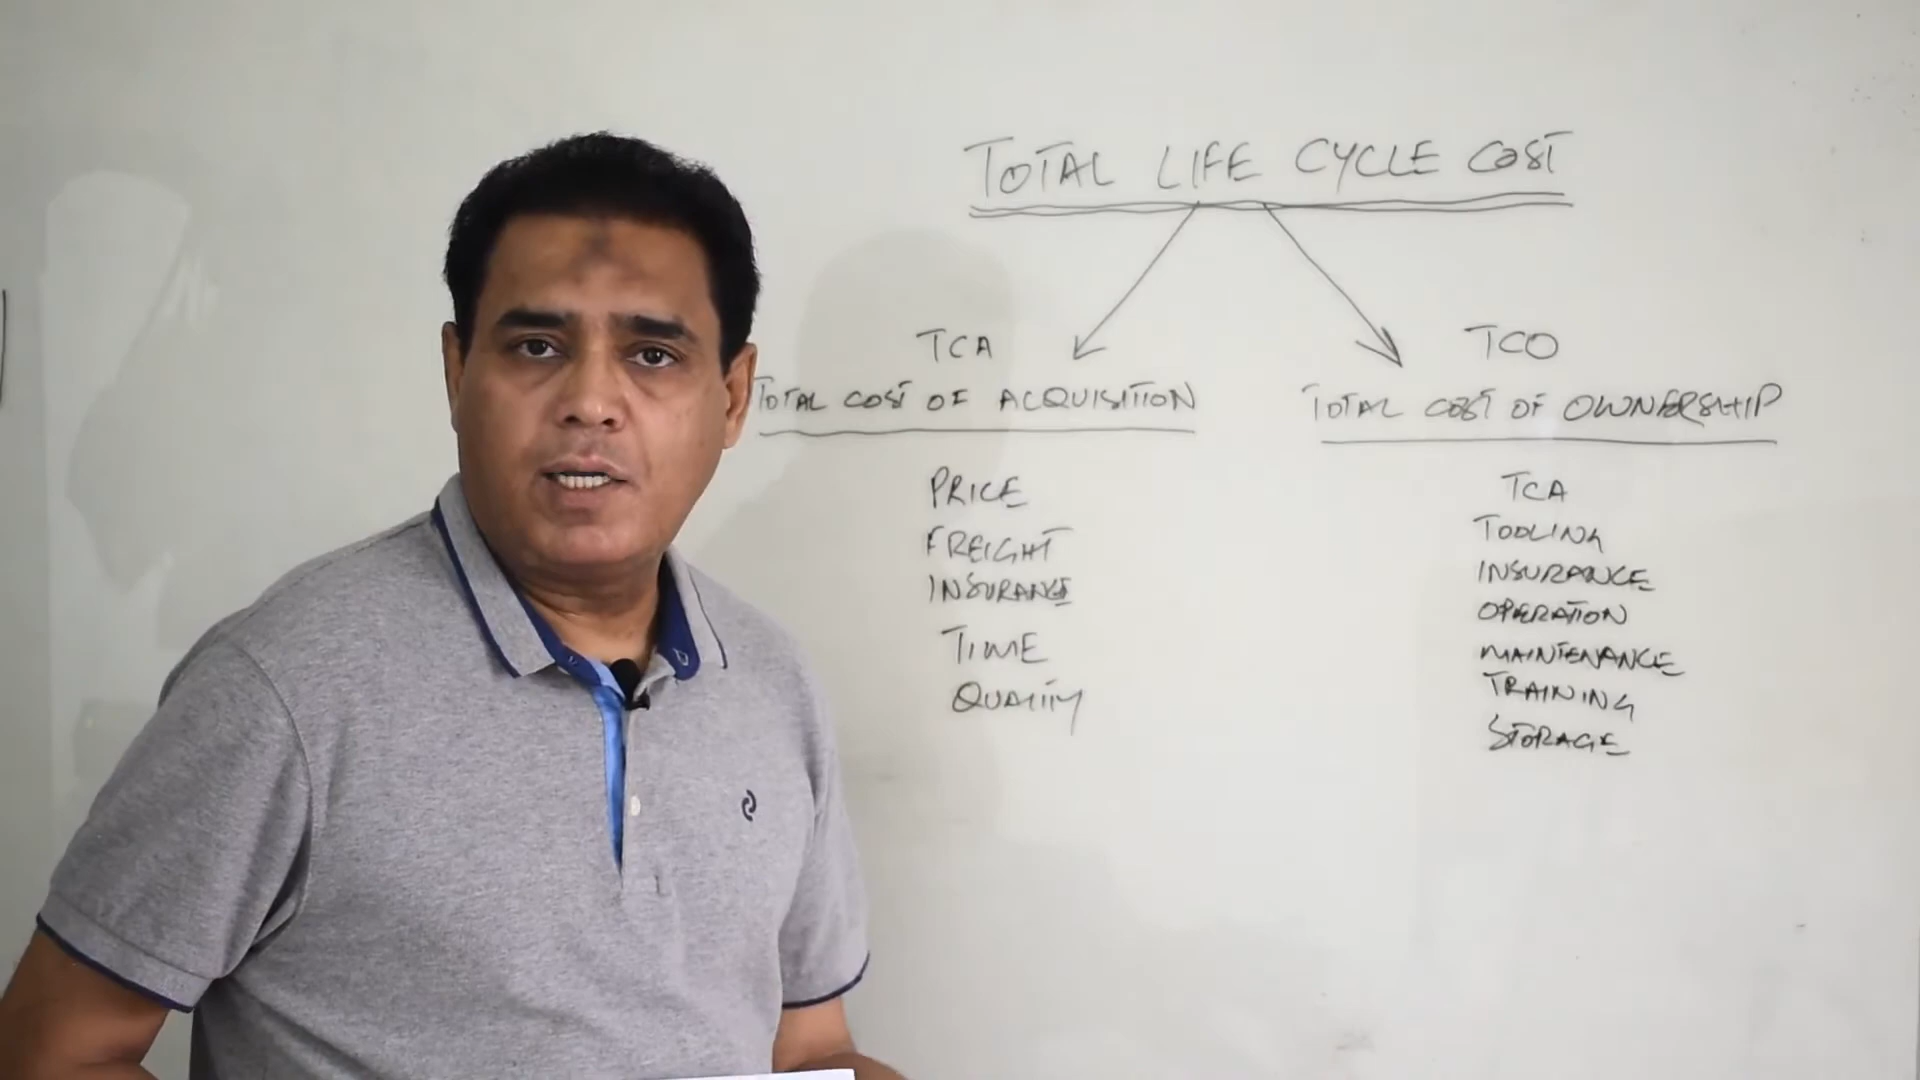 TOTAL LIFE CYCLE COST
TCA
TOTAL COST OF ACQUISITION
PRICE
FREIGHT
INSURANCE
TIME
QUALITY
TCO
TOTAL COST OF OWNERSHIP
TCA
TOOLING
INSURANCE
OPERATION
MAINTENANCE
TRAINING
STORAGE